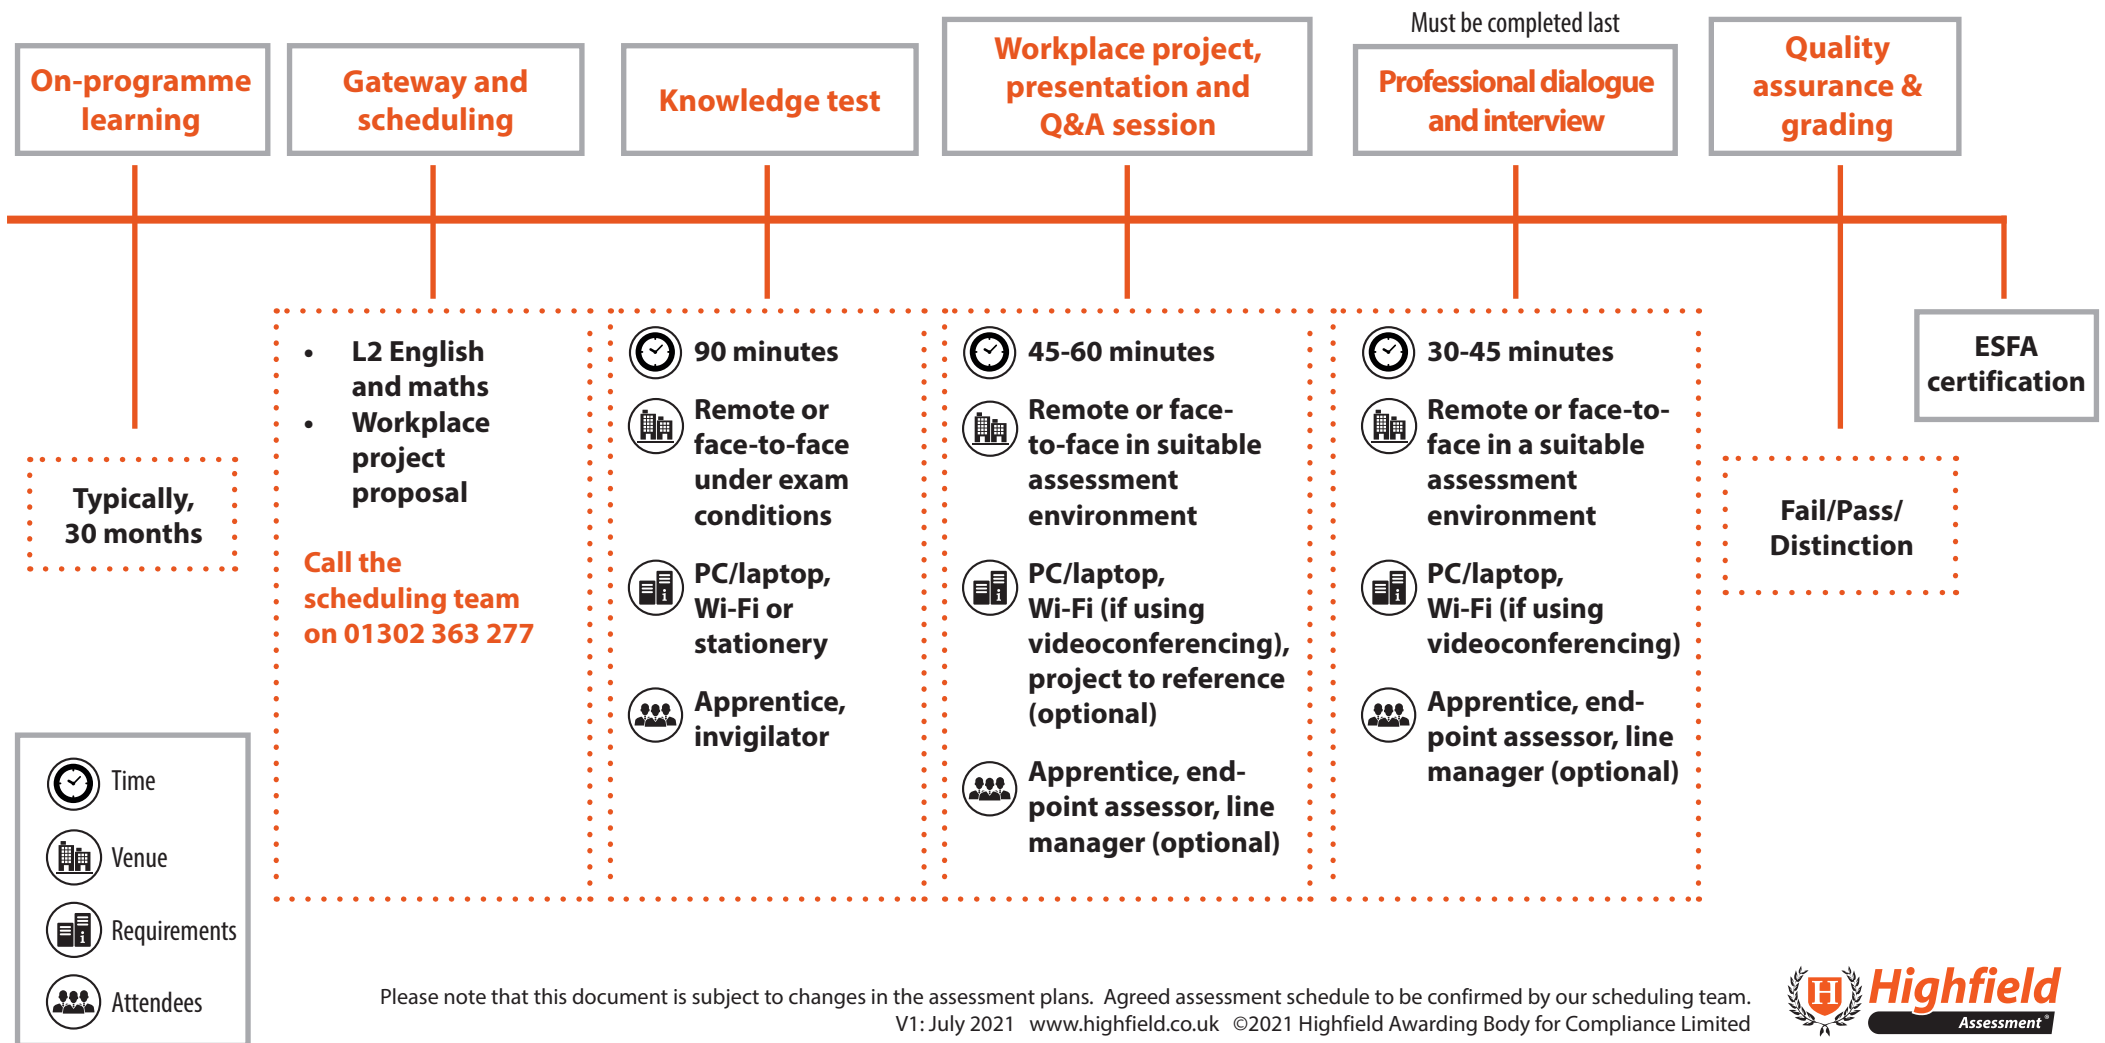 On-programme
learning
Gateway and
scheduling
Knowledge test
Workplace project,
presentation and
Q&A session
Must be completed last
Professional dialogue
and interview
Quality
assurance &
grading
Typically,
30 months
• L2 English
and maths
• Workplace
project
proposal
Call the
scheduling team
on 01302 363 277
90 minutes
Remote or
face-to-face
under exam
conditions
PC/laptop,
Wi-Fi or
stationery
Apprentice,
invigilator
45-60 minutes
Remote or face-
to-face in suitable
assessment
environment
PC/laptop,
Wi-Fi (if using
videoconferencing),
project to reference
(optional)
Apprentice, end-
point assessor, line
manager (optional)
30-45 minutes
Remote or face-to-
face in a suitable
assessment
environment
PC/laptop,
Wi-Fi (if using
videoconferencing)
Apprentice, end-
point assessor, line
manager (optional)
Fail/Pass/
Distinction
ESFA
certification
Time
Venue
Requirements
Attendees
Please note that this document is subject to changes in the assessment plans. Agreed assessment schedule to be confirmed by our scheduling team.
V1: July 2021 www.highfield.co.uk ©2021 Highfield Awarding Body for Compliance Limited
H
Highfield
Assessment®